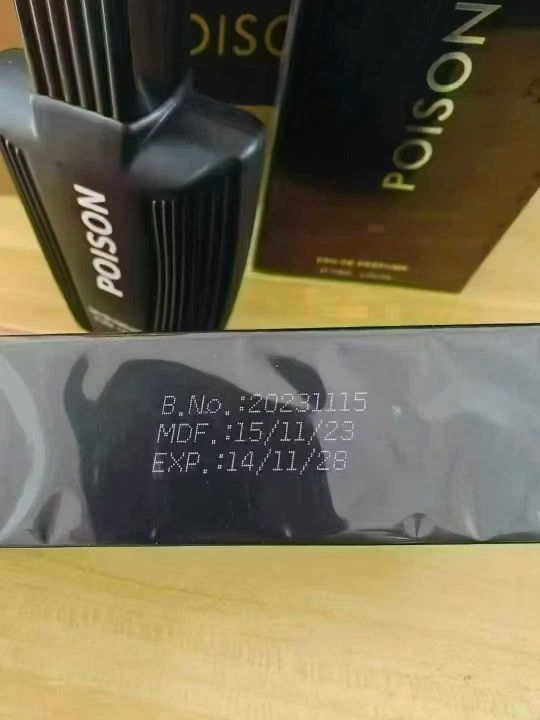 POISON
POISON
POISON
EAU DE PARFUM
B.No.:20231115
MDF.:15/11/23
EXP.:14/11/28